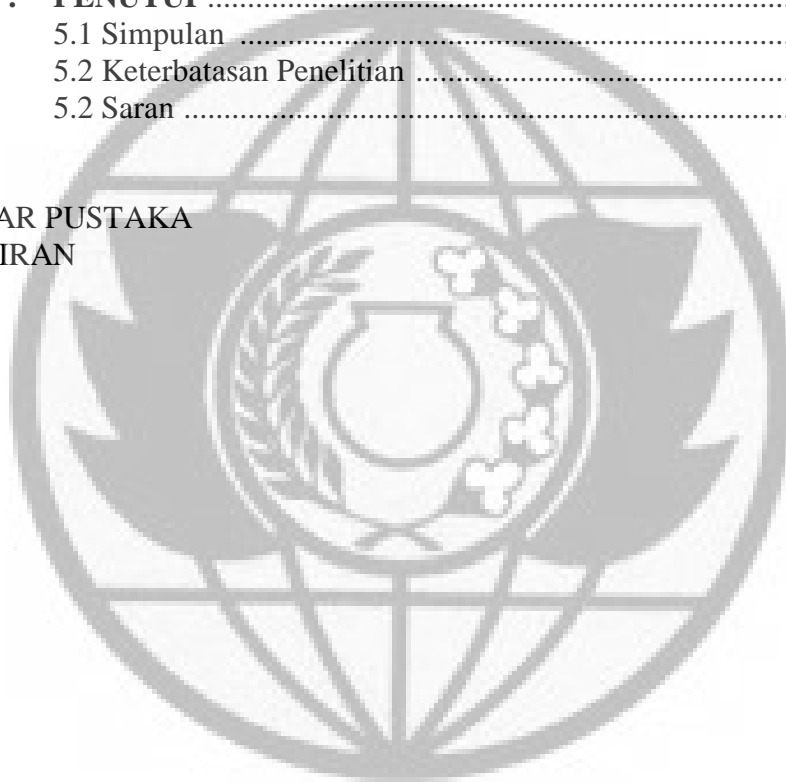 : PENUTUP ..........................................................................
5.1 Simpulan .....................................................................
5.2 Keterbatasan Penelitian ................................................
5.2 Saran ...........................................................................
AR PUSTAKA
IRAN